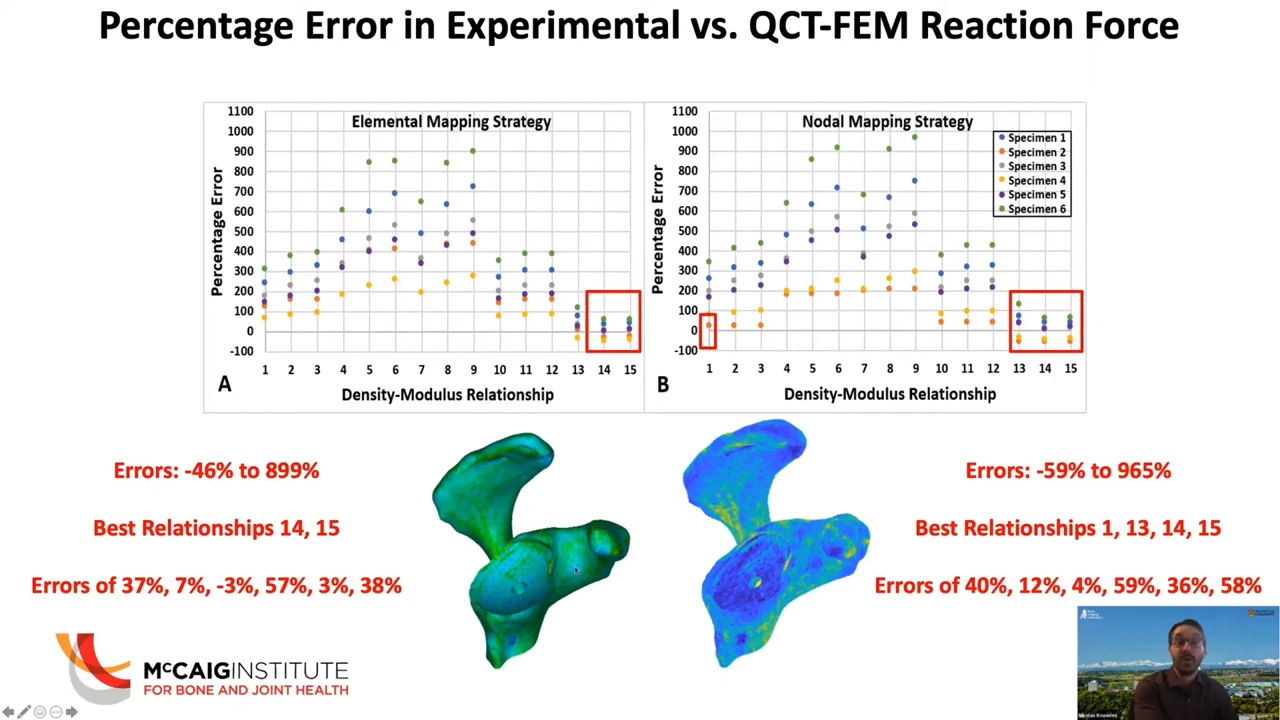 Percentage Error in Experimental vs. QCT-FEM Reaction Force
Elemental Mapping Strategy
Percentage Error
1100
1000
900
800
700
600
500
400
300
200
100
0
-100
1 2 3 4 5 6 7 8 9 10 11 12 13 14 15
A
Density-Modulus Relationship
Nodal Mapping Strategy
Percentage Error
1100
1000
900
800
700
600
500
400
300
200
100
0
-100
Specimen 1
Specimen 2
Specimen 3
Specimen 4
Specimen 5
Specimen 6
1 2 3 4 5 6 7 8 9 10 11 12 13 14 15
B
Density-Modulus Relationship
Errors: -46% to 899%
Best Relationships 14, 15
Errors of 37%, 7%, -3%, 57%, 3%, 38%
Errors: -59% to 965%
Best Relationships 1, 13, 14, 15
Errors of 40%, 12%, 4%, 59%, 36%, 58%
McCAIG INSTITUTE
FOR BONE AND JOINT HEALTH
Nicolas Knowles